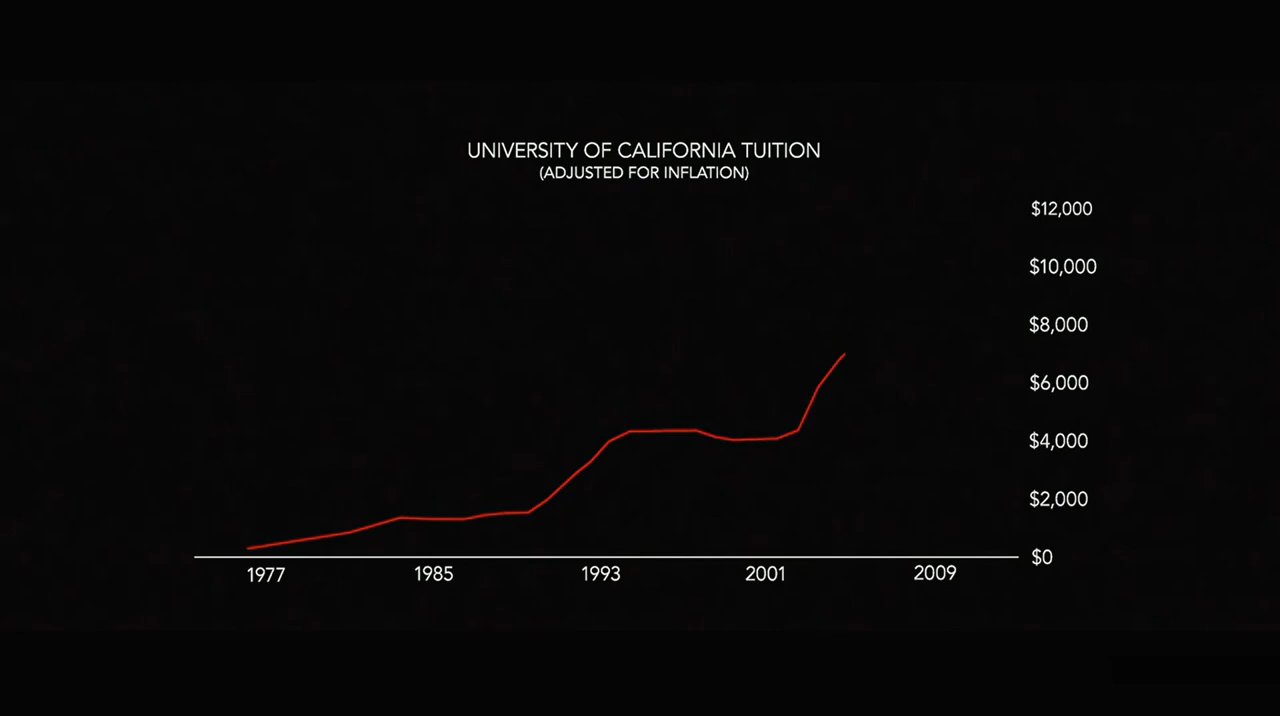 UNIVERSITY OF CALIFORNIA TUITION
(ADJUSTED FOR INFLATION)
$12,000
$10,000
$8,000
$6,000
$4,000
$2,000
$0
1977 1985 1993 2001 2009